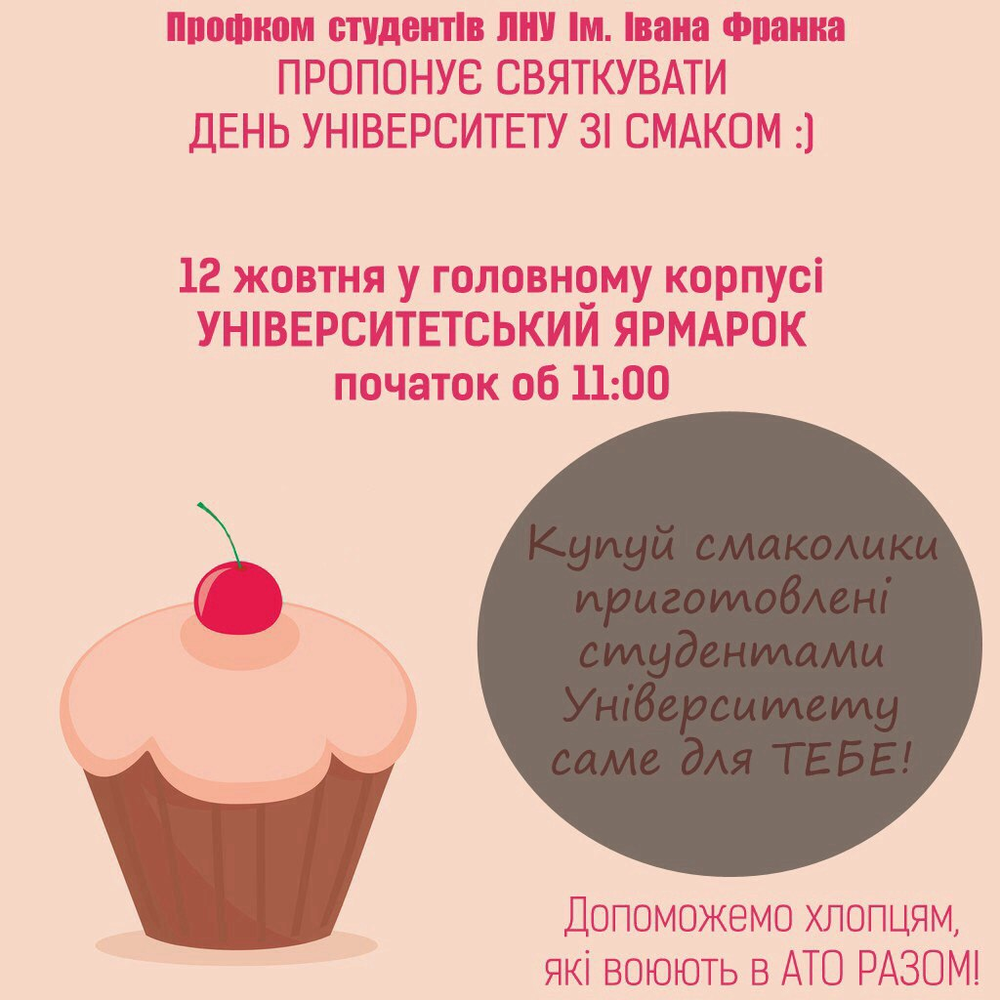 Профком студентів ЛНУ ім. Івана Франка
ПРОПОНУЄ СВЯТКУВАТИ
ДЕНЬ УНІВЕРСИТЕТУ ЗІ СМАКОМ :)
12 жовтня у головному корпусі
УНІВЕРСИТЕТСЬКИЙ ЯРМАРОК
початок об 11:00
Купуй смаколики
приготовлені
студентами
Університету
саме для ТЕБЕ!
Допоможемо хлопцям,
які воюють в АТО РАЗОМ!